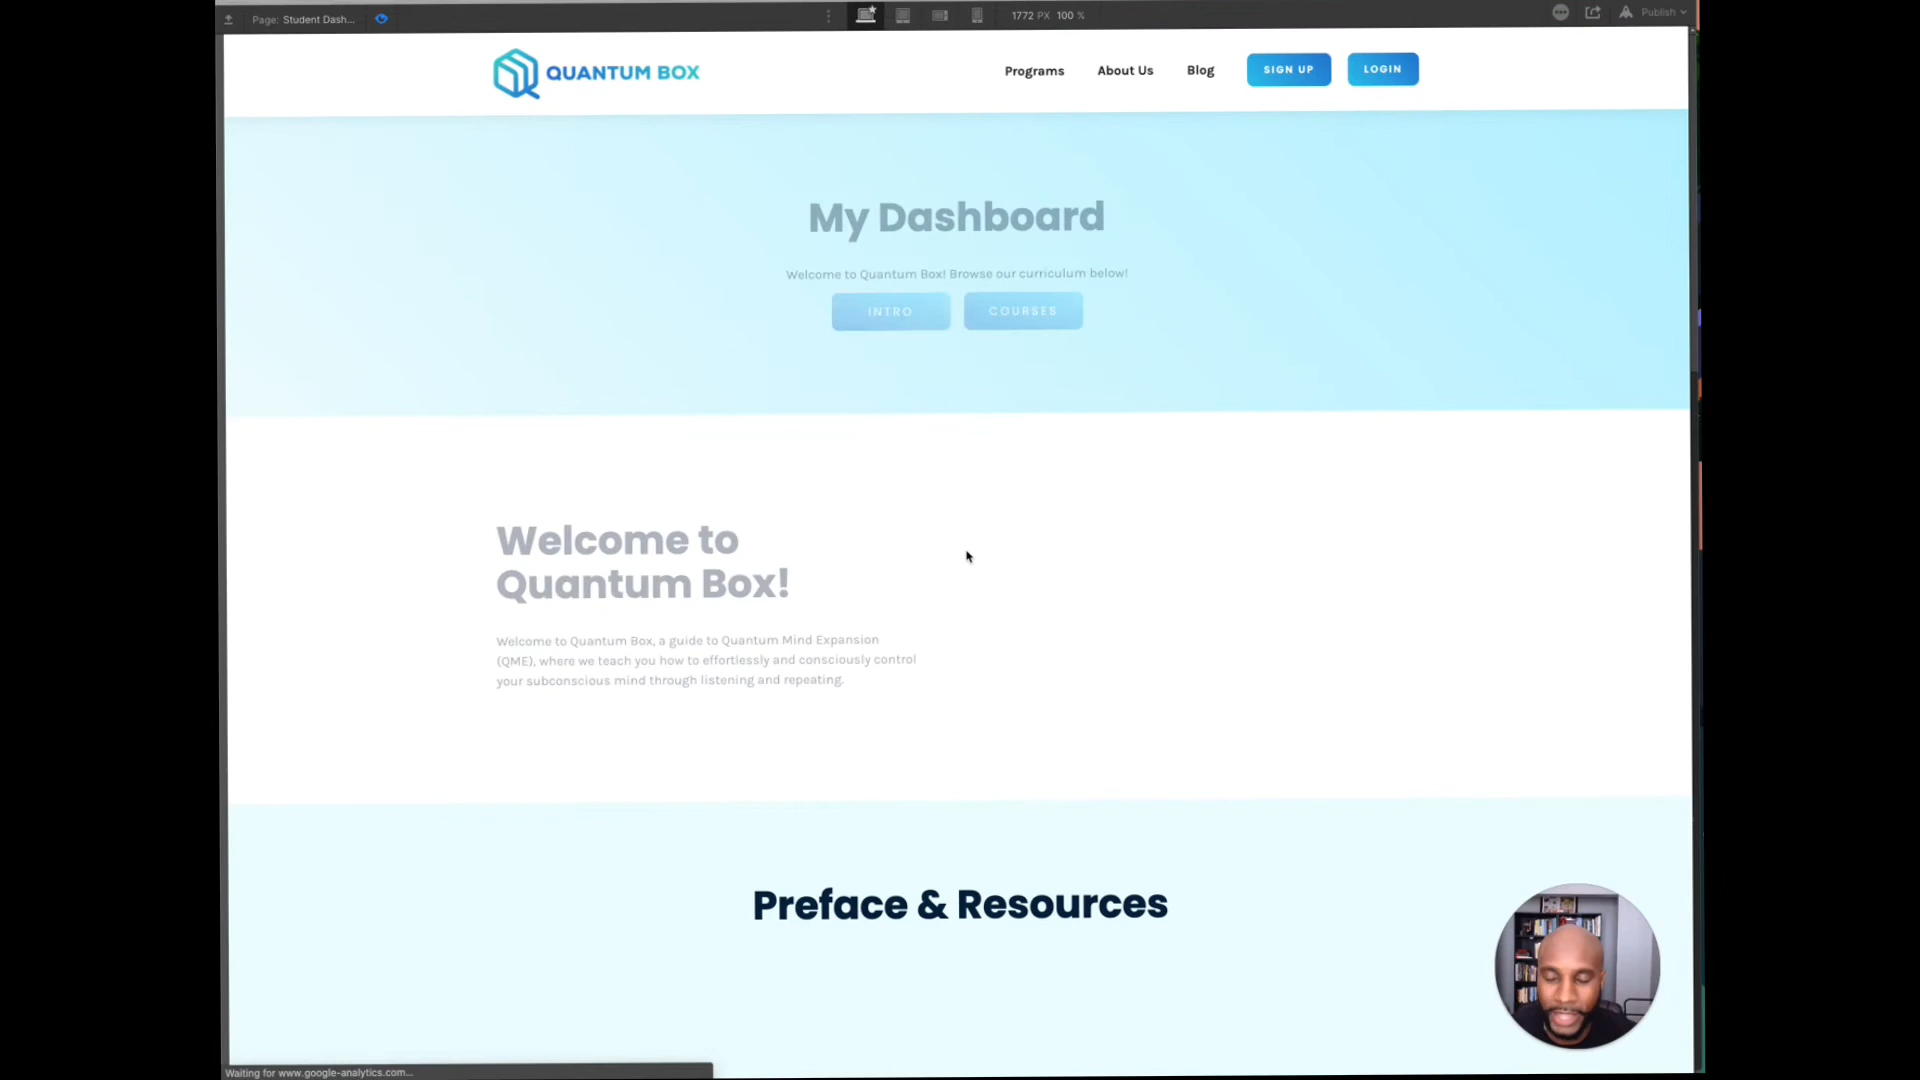 Page: Student Dash...
1772 PX 100 %
Publish
QUANTUM BOX
Programs
About Us
Blog
SIGN UP
LOGIN
My Dashboard
Welcome to Quantum Box! Browse our curriculum below!
INTRO
COURSES
Welcome to
Quantum Box!
Welcome to Quantum Box, a guide to Quantum Mind Expansion
(QME), where we teach you how to effortlessly and consciously control
your subconscious mind through listening and repeating.
Preface & Resources
Waiting for www.google-analytics.com...